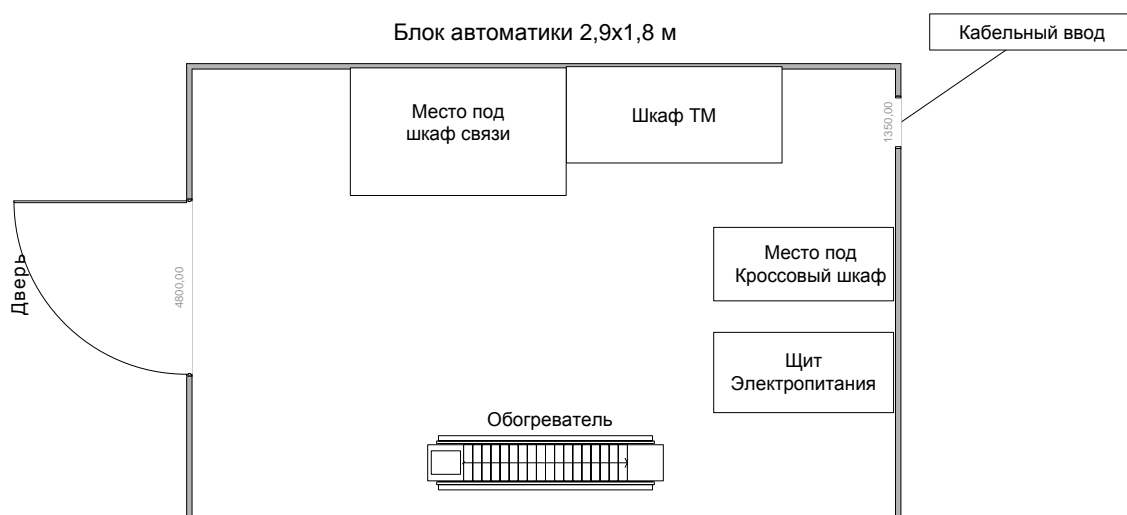 Блок автоматики 2,9х1,8 м
Кабельный ввод
Место под
шкаф связи
Шкаф ТМ
1350,00
Дверь
4800,00
Место под
Кроссовый шкаф
Щит
Электропитания
Обогреватель